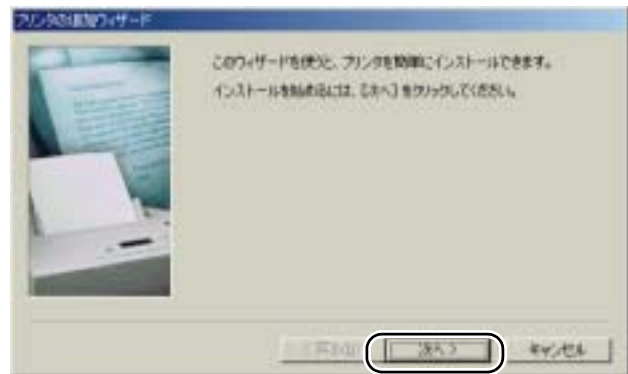 プリンタの追加ウィザード
このウィザードを使うと、プリンタを簡単にインストールできます。
インストールを始めるには、[次へ] をクリックしてください。
次へ >
キャンセル